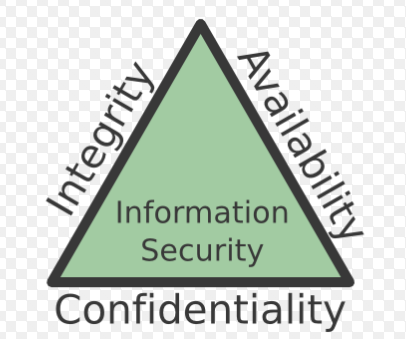 Integrity
Availability
Information
Security
Confidentiality